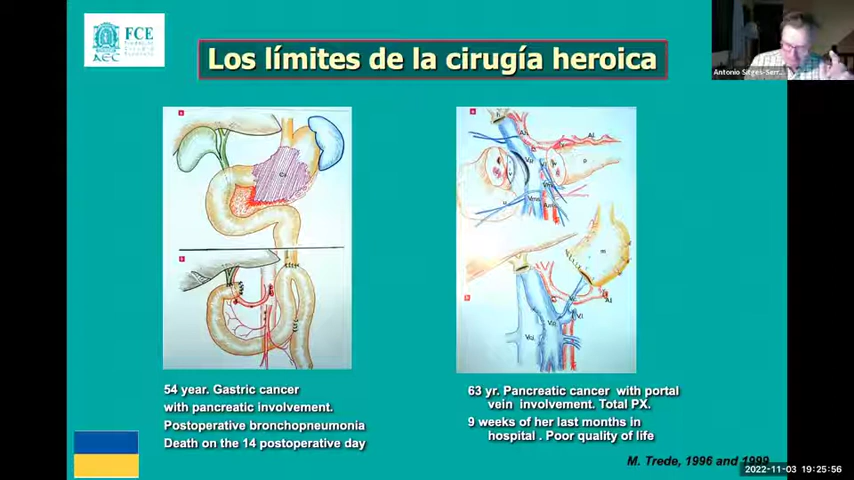 FCE
AEC
Los límites de la cirugía heroica
Antonio Sitges-Serr...
54 year. Gastric cancer
with pancreatic involvement.
Postoperative bronchopneumonia
Death on the 14 postoperative day
63 yr. Pancreatic cancer with portal
vein involvement. Total PX.
9 weeks of her last months in
hospital . Poor quality of life
M. Trede, 1996 and 1999
2022-11-03 19:25:56